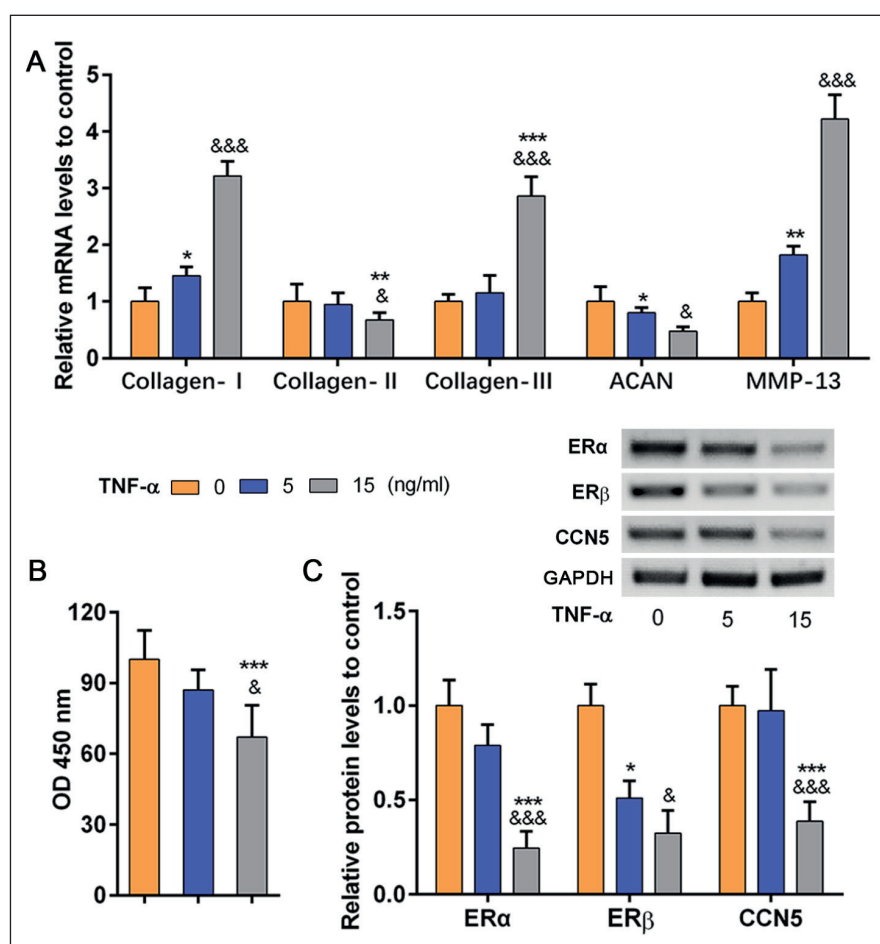 A
Relative mRNA levels to control
5
4
3
2
1
0
*
&&&
**
&
***
&&&
*
&
**
&&&
Collagen- I Collagen- II Collagen-III ACAN MMP-13
TNF-α 0 5 15 (ng/ml)
ERα
ERβ
CCN5
GAPDH
TNF-α 0 5 15
B
OD 450 nm
120
90
60
30
0
***
&
C
Relative protein levels to control
1.5
1.0
0.5
0.0
***
&&&
*
&
***
&&&
ERα ERβ CCN5